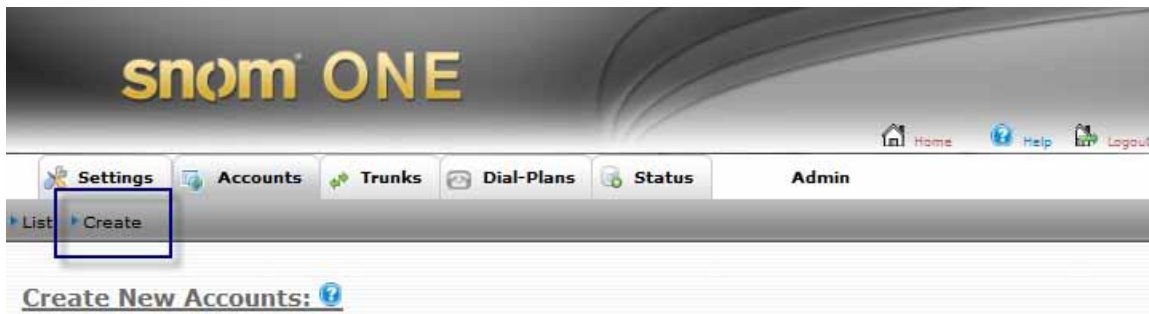 snom ONE
Home Help Logout
Settings Accounts Trunks Dial-Plans Status Admin
List Create
Create New Accounts: